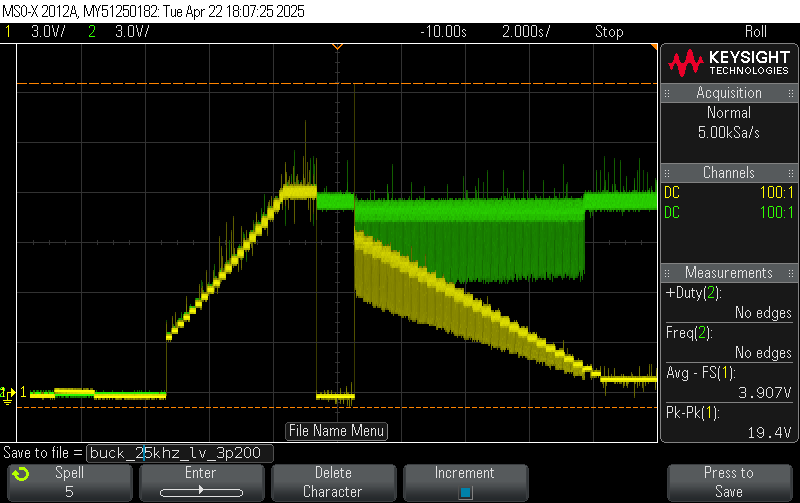 MSO-X 2012A, MY51250182: Tue Apr 22 18:07:25 2025
1 3.0V/ 2 3.0V/ -10.00s 2.000s/ Stop Roll
KEYSIGHT
TECHNOLOGIES
Acquisition
Normal
5.00kSa/s
Channels
DC 100:1
DC 100:1
Measurements
+Duty(2):
No edges
Freq(2):
No edges
Avg - FS(1):
3.907V
Pk-Pk(1):
19.4V
1
File Name Menu
Save to file = buck_25khz_lv_3p200
Spell
5
Enter
Delete
Character
Increment
Press to
Save